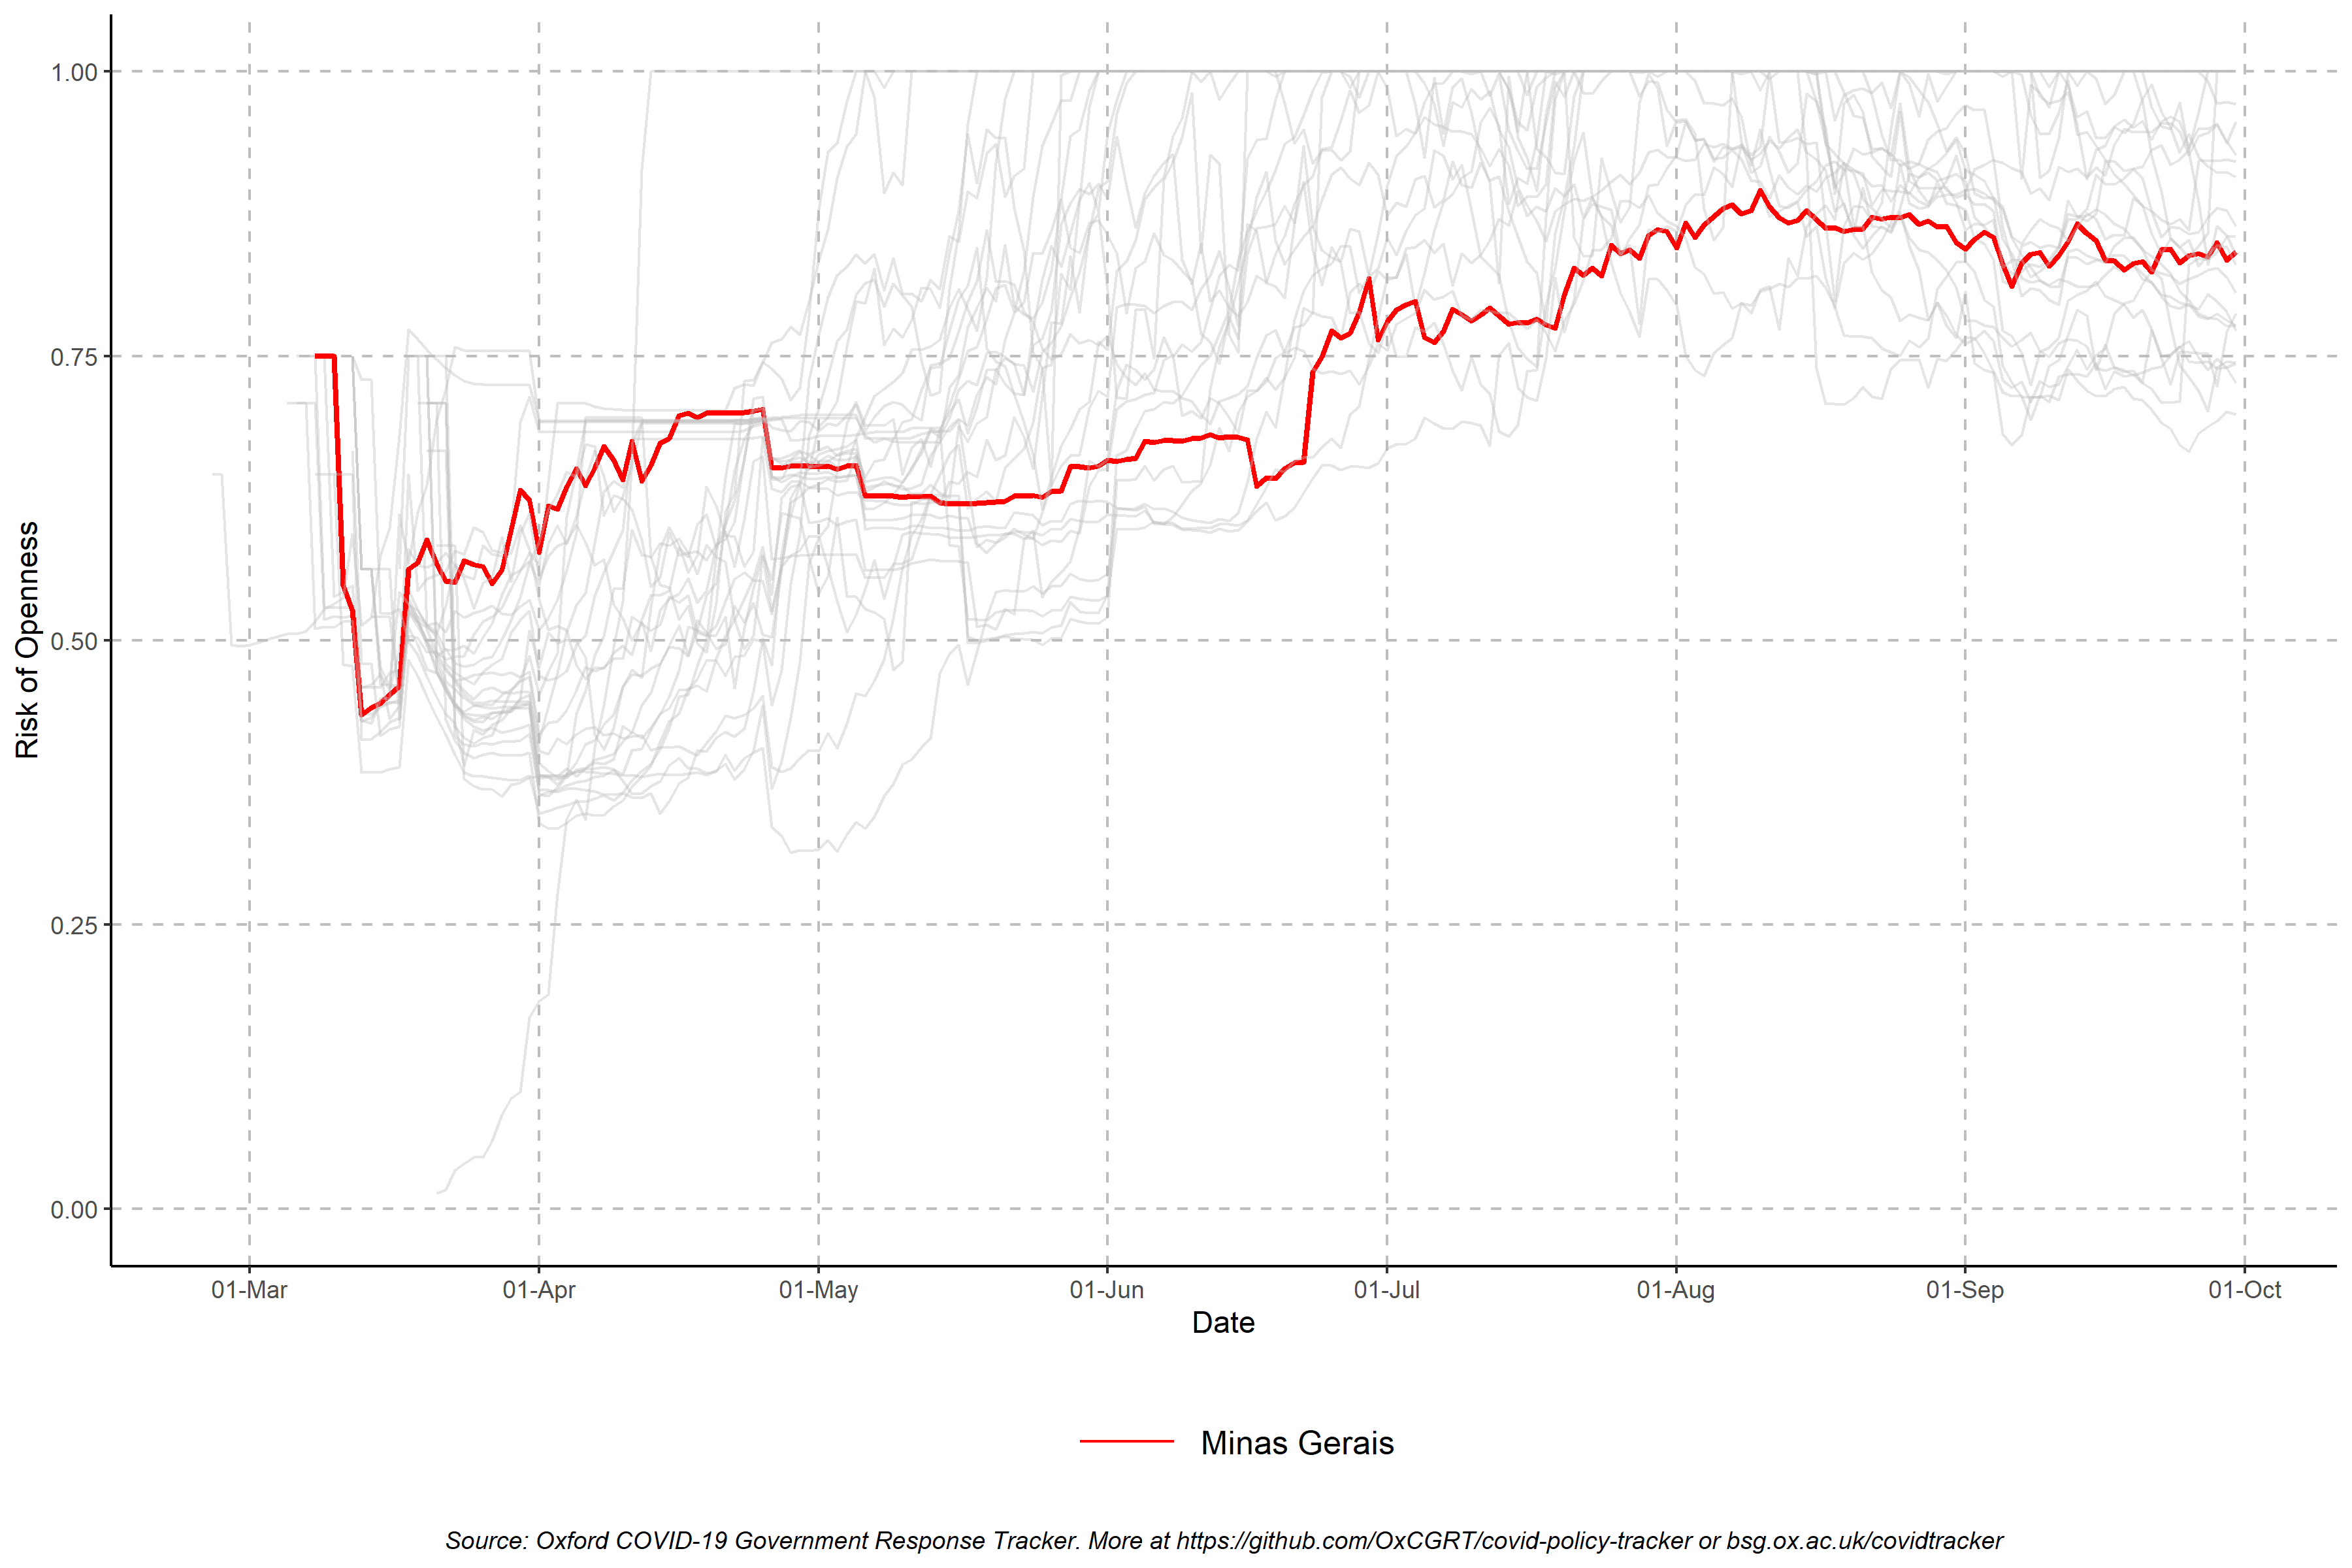 1.00
0.75
0.50
0.25
0.00
Risk of Openness
01-Mar 01-Apr 01-May 01-Jun 01-Jul 01-Aug 01-Sep 01-Oct
Date
Minas Gerais
Source: Oxford COVID-19 Government Response Tracker. More at https://github.com/OxCGRT/covid-policy-tracker or bsg.ox.ac.uk/covidtracker